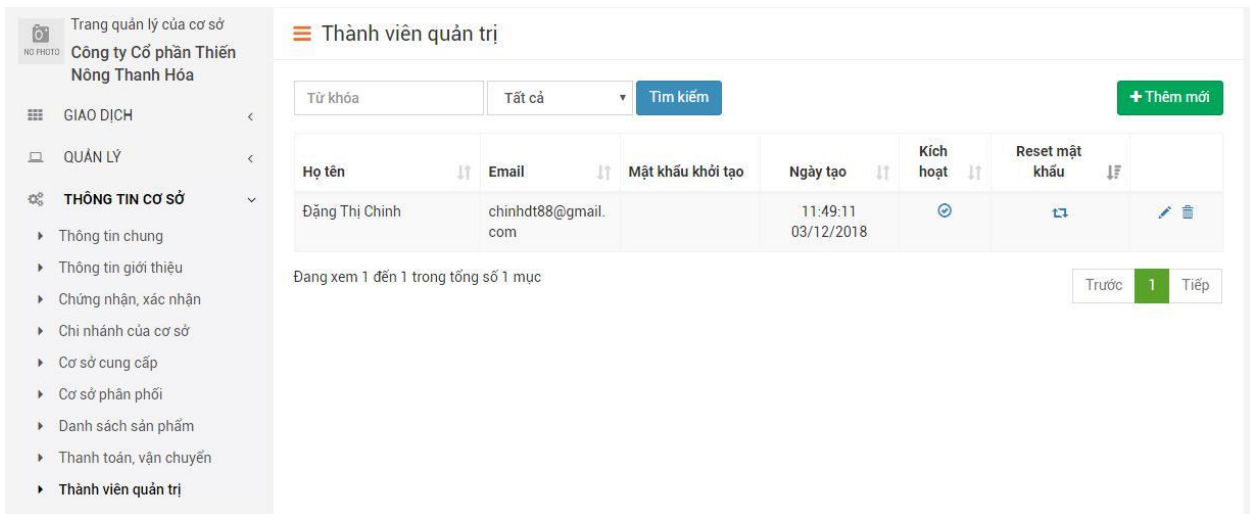 Trang quản lý của cơ sở
NO PHOTO
Công ty Cổ phần Thiến
Nông Thanh Hóa
GIAO DỊCH
QUẢN LÝ
THÔNG TIN CƠ SỞ
Thông tin chung
Thông tin giới thiệu
Chứng nhận, xác nhận
Chi nhánh của cơ sở
Cơ sở cung cấp
Cơ sở phân phối
Danh sách sản phẩm
Thanh toán, vận chuyển
Thành viên quản trị
Thành viên quản trị
Từ khóa Tất cả Tìm kiếm + Thêm mới
Họ tên Email Mật khẩu khởi tạo Ngày tạo Kích hoạt Reset mật khẩu
Đặng Thị Chinh chinhdt88@gmail. 11:49:11
com 03/12/2018
Đang xem 1 đến 1 trong tổng số 1 mục
Trước 1 Tiếp